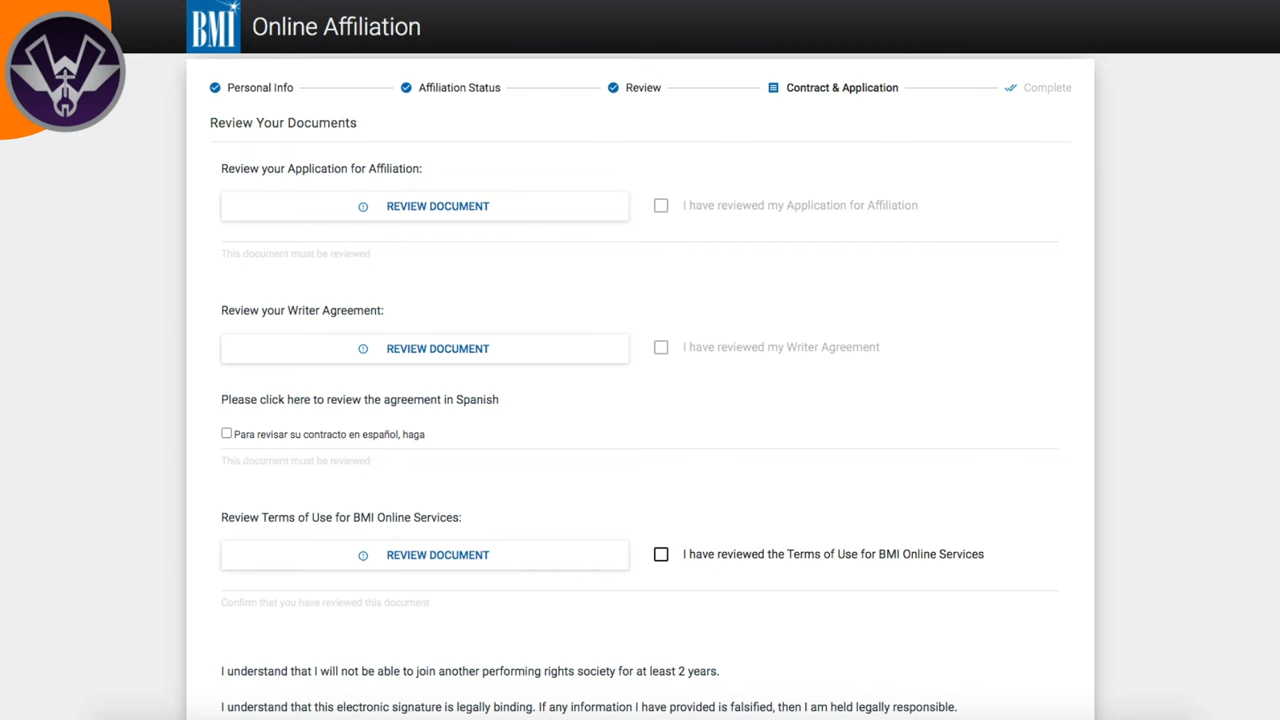 BMI Online Affiliation
Personal Info Affiliation Status Review Contract & Application Complete
Review Your Documents
Review your Application for Affiliation:
REVIEW DOCUMENT I have reviewed my Application for Affiliation
This document must be reviewed
Review your Writer Agreement:
REVIEW DOCUMENT I have reviewed my Writer Agreement
Please click here to review the agreement in Spanish
Para revisar su contracto en español, haga
This document must be reviewed
Review Terms of Use for BMI Online Services:
REVIEW DOCUMENT I have reviewed the Terms of Use for BMI Online Services
Confirm that you have reviewed this document
I understand that I will not be able to join another performing rights society for at least 2 years.
I understand that this electronic signature is legally binding. If any information I have provided is falsified, then I am held legally responsible.